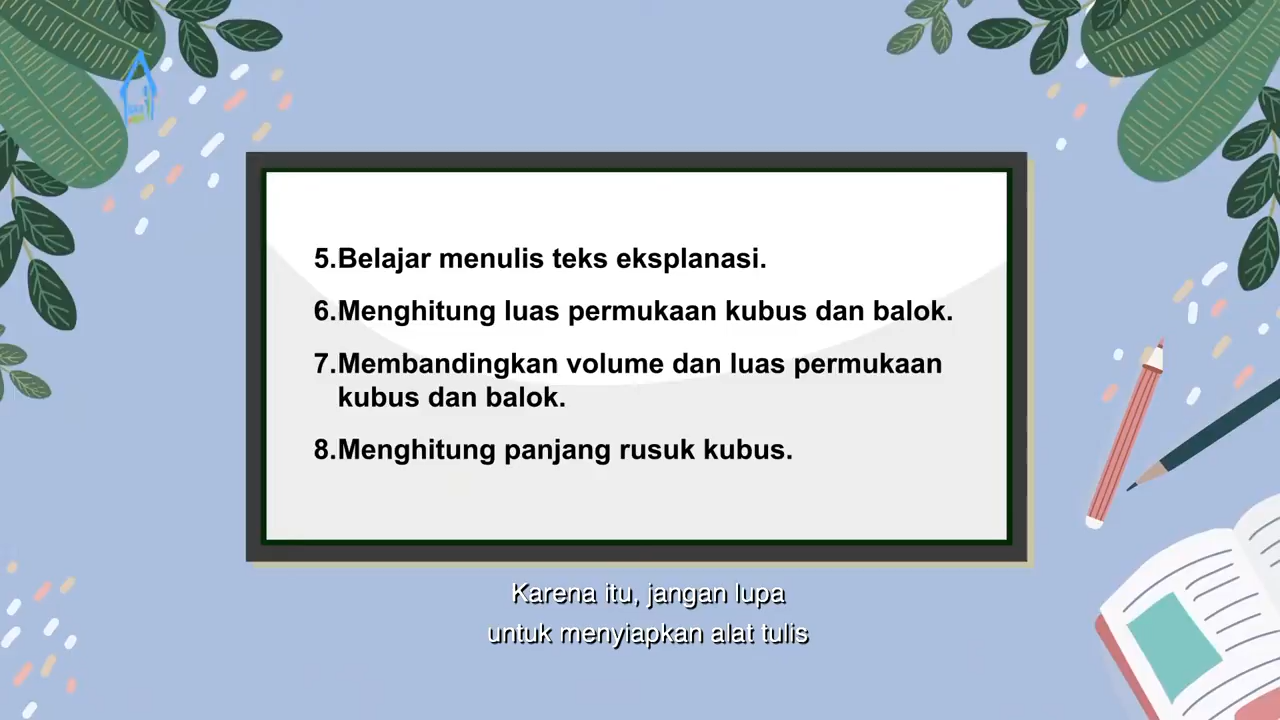 5.Belajar menulis teks eksplanasi.
6.Menghitung luas permukaan kubus dan balok.
7.Membandingkan volume dan luas permukaan
kubus dan balok.
8.Menghitung panjang rusuk kubus.
Karena itu, jangan lupa
untuk menyiapkan alat tulis